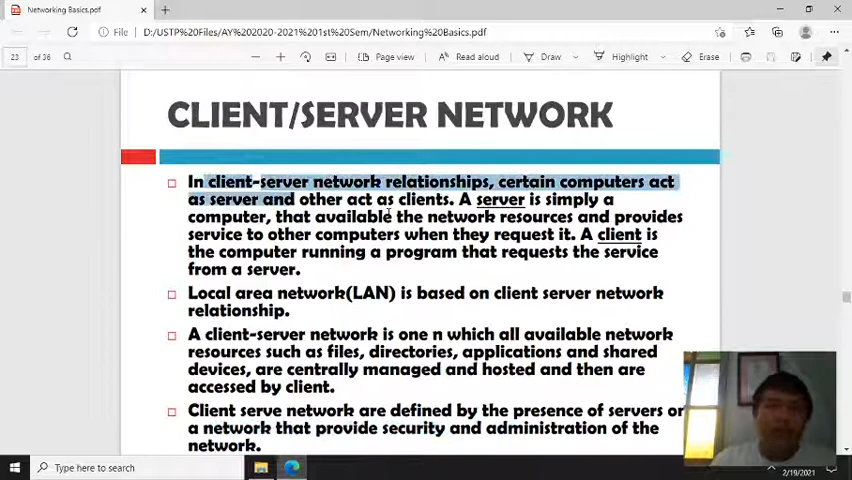 Networking Basics.pdf
File
D:/USTP%20Files/AY%202020-2021%201st%20Sem/Networking%20Basics.pdf
23 of 36
Page view
Read aloud
Draw
Highlight
Erase
CLIENT/SERVER NETWORK
In client-server network relationships, certain computers act
as server and other act as clients. A server is simply a
computer, that available the network resources and provides
service to other computers when they request it. A client is
the computer running a program that requests the service
from a server.
Local area network(LAN) is based on client server network
relationship.
A client-server network is one n which all available network
resources such as files, directories, applications and shared
devices, are centrally managed and hosted and then are
accessed by client.
Client serve network are defined by the presence of servers or
a network that provide security and administration of the
network.
Type here to search
2/19/2021